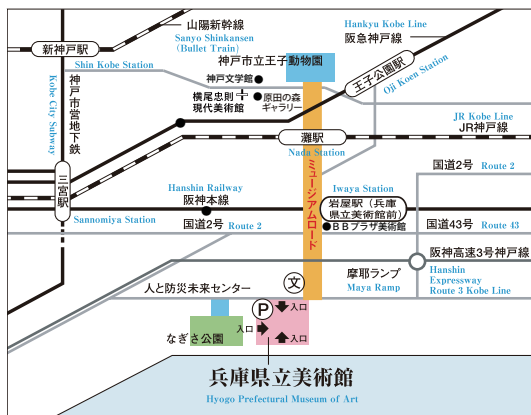 山陽新幹線
Sanyo Shinkansen
(Bullet Train)
Hankyu Kobe Line
阪急神戸線
新神戸駅
Shin Kobe Station
神戸市立王子動物園
神戸文学館
王子公園駅
Oji Koen Station
横尾忠則
現代美術館
原田の森
ギャラリー
神戸市営地下鉄
Kobe City Subway
JR Kobe Line
JR神戸線
灘駅
Nada Station
ミュージアムロード
国道2号 Route 2
三宮駅
Sannomiya Station
Hanshin Railway
阪神本線
Iwaya Station
岩屋駅(兵庫
県立美術館前)
国道2号 Route 2
BBプラザ美術館
国道43号 Route 43
阪神高速3号神戸線
Hanshin
Expressway
Route 3 Kobe Line
摩耶ランプ
Maya Ramp
人と防災未来センター
文
P
入口
入口
入口
なぎさ公園
兵庫県立美術館
Hyogo Prefectural Museum of Art